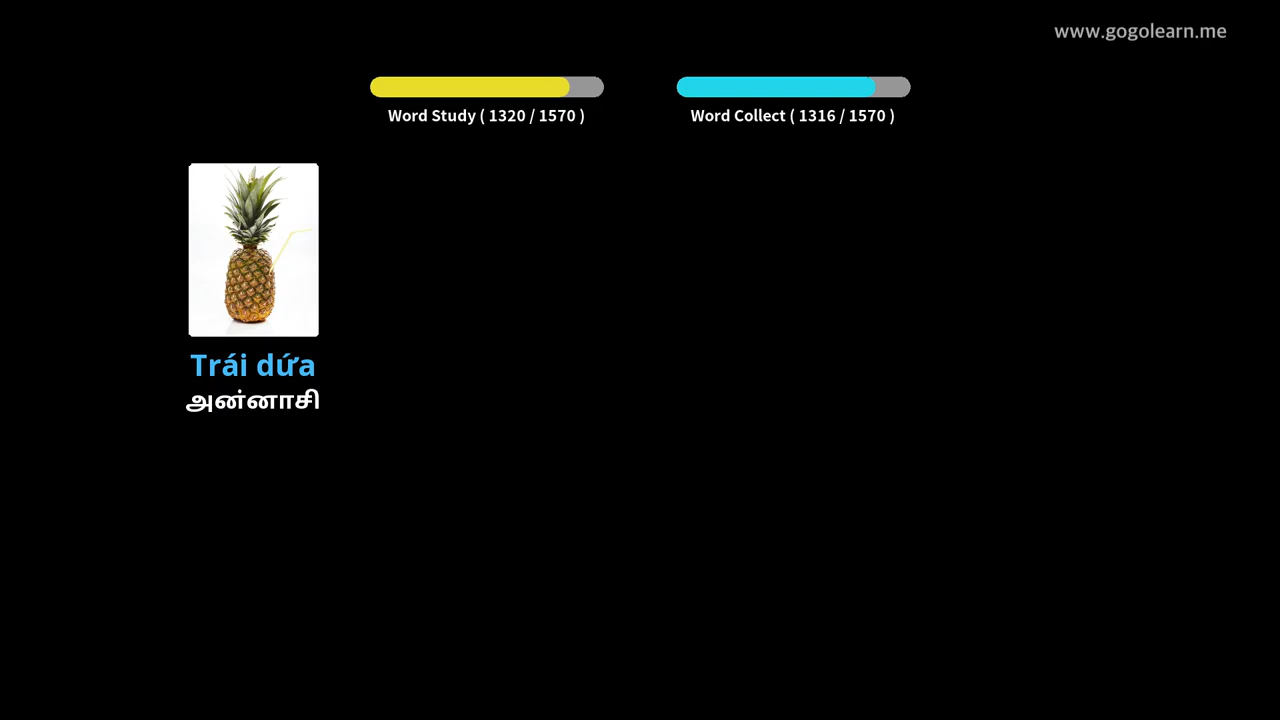 www.gogolearn.me
Word Study ( 1320 / 1570 )
Word Collect ( 1316 / 1570 )
Trái dứa
அன்னாசி